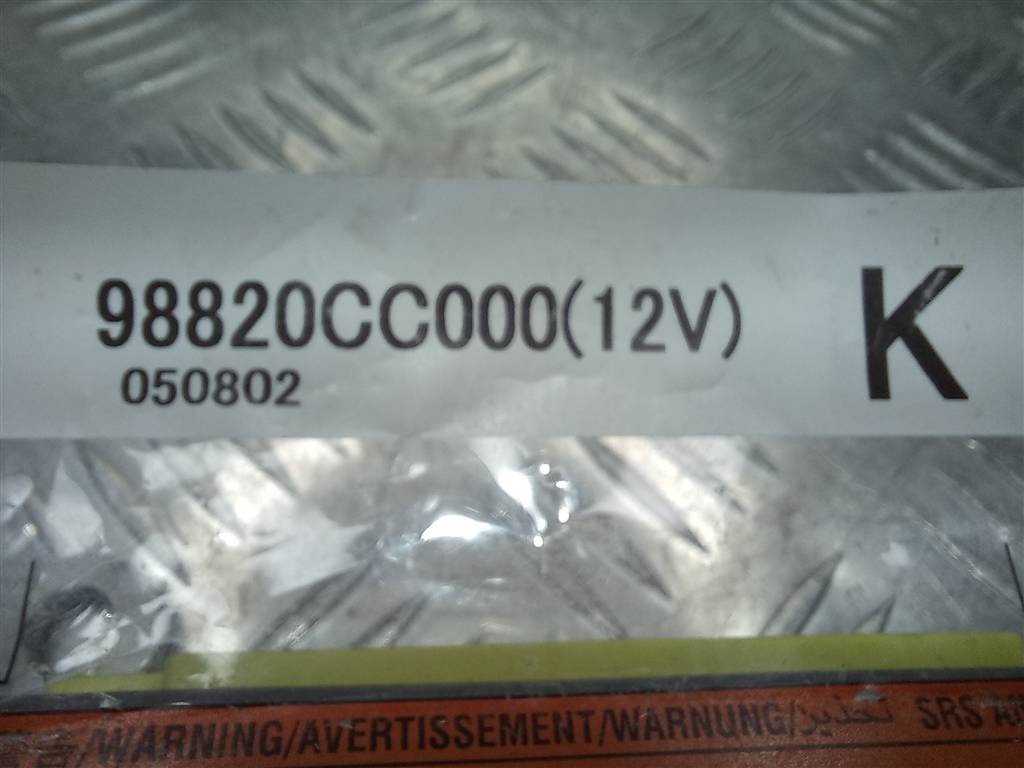 98820CC000(12V) K
050802
/WARNING/AVERTISSEMENT/WARNUNG/تحذير SRS